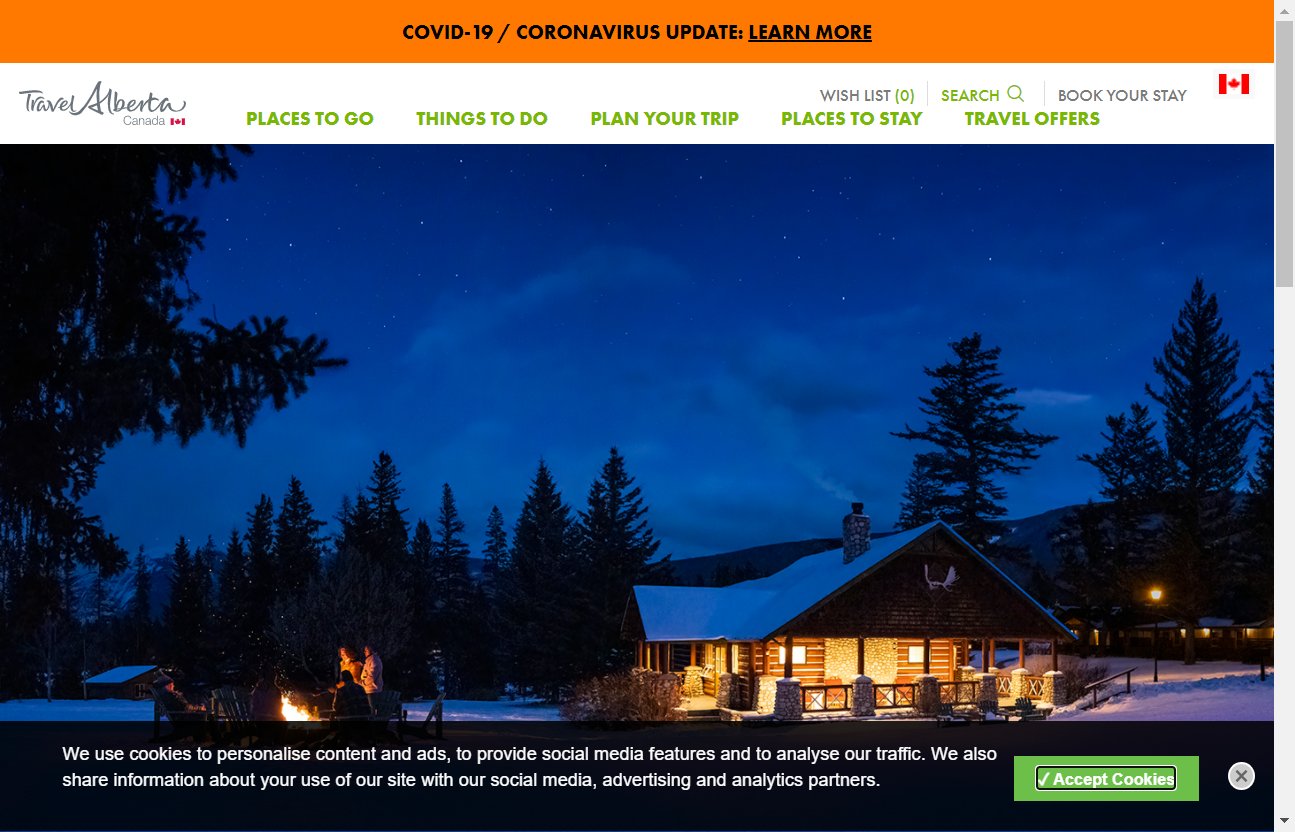 COVID-19 / CORONAVIRUS UPDATE: LEARN MORE
Travel Alberta
Canada
WISH LIST (0)
SEARCH
BOOK YOUR STAY
PLACES TO GO
THINGS TO DO
PLAN YOUR TRIP
PLACES TO STAY
TRAVEL OFFERS
We use cookies to personalise content and ads, to provide social media features and to analyse our traffic. We also
share information about your use of our site with our social media, advertising and analytics partners.
✓Accept Cookies